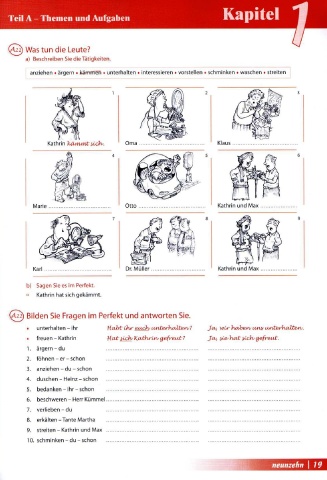 Teil A – Themen und Aufgaben
Kapitel 1
A21 Was tun die Leute?
a) Beschreiben Sie die Tätigkeiten.
anziehen • ärgern • kämmen • unterhalten • interessieren • vorstellen • schminken • waschen • streiten
1
2
3
Kathrin kämmt sich.
Oma
Klaus
4
5
6
Marie
Otto
Kathrin und Max
7
8
9
Karl
Dr. Müller
Kathrin und Max
b) Sagen Sie es im Perfekt.
Kathrin hat sich gekämmt.
A22 Bilden Sie Fragen im Perfekt und antworten Sie.
unterhalten – ihr Habt ihr euch unterhalten? Ja, wir haben uns unterhalten.
freuen – Kathrin Hat sich Kathrin gefreut? Ja, sie hat sich gefreut.
1. ärgern – du
2. föhnen – er – schon
3. anziehen – du – schon
4. duschen – Heinz – schon
5. bedanken – ihr – schon
6. beschweren – Herr Kümmel
7. verlieben – du
8. erkälten – Tante Martha
9. streiten – Kathrin und Max
10. schminken – du – schon
neunzehn | 19